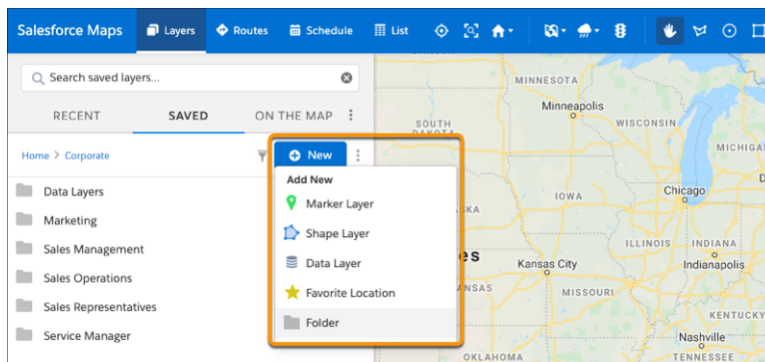 Salesforce Maps Layers Routes Schedule List
Search saved layers...
RECENT SAVED ON THE MAP
Home > Corporate
New
Data Layers
Marketing
Sales Management
Sales Operations
Sales Representatives
Service Manager
Add New
Marker Layer
Shape Layer
Data Layer
Favorite Location
Folder
MINNESOTA
Minneapolis
SOUTH
DAKOTA
WISCONSIN
Chicago
IOWA
ILLINOIS
INDIANA
Indianapolis
Kansas City
MISSOURI
Nashville
TENNESSEE
OKLAHOMA